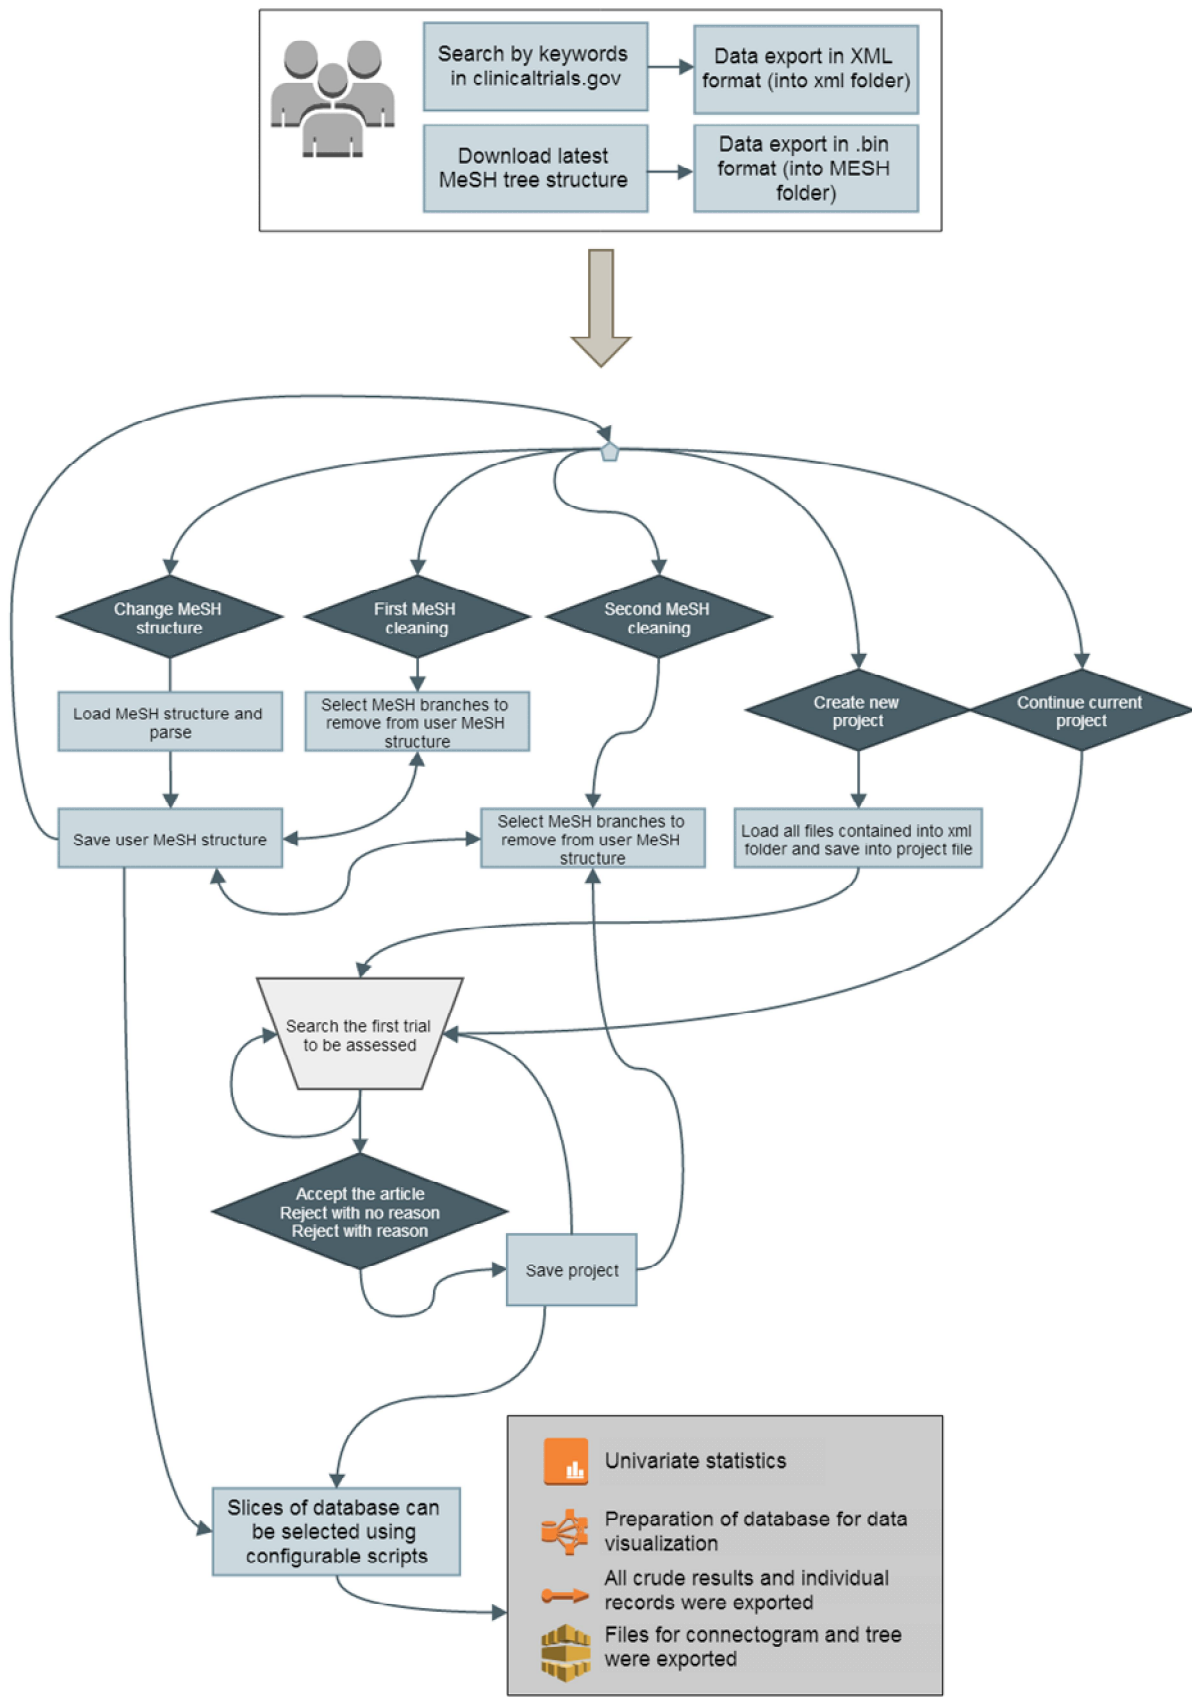 Search by keywords
in clinicaltrials.gov
Data export in XML
format (into xml folder)
Download latest
MeSH tree structure
Data export in .bin
format (into MESH
folder)
Change MeSH
structure
First MeSH
cleaning
Second MeSH
cleaning
Create new
project
Continue current
project
Load MeSH structure and
parse
Select MeSH branches to
remove from user MeSH
structure
Save user MeSH structure
Select MeSH branches to
remove from user MeSH
structure
Load all files contained into xml
folder and save into project file
Search the first trial
to be assessed
Accept the article
Reject with no reason
Reject with reason
Save project
Slices of database can
be selected using
configurable scripts
Univariate statistics
Preparation of database for data
visualization
All crude results and individual
records were exported
Files for connectogram and tree
were exported